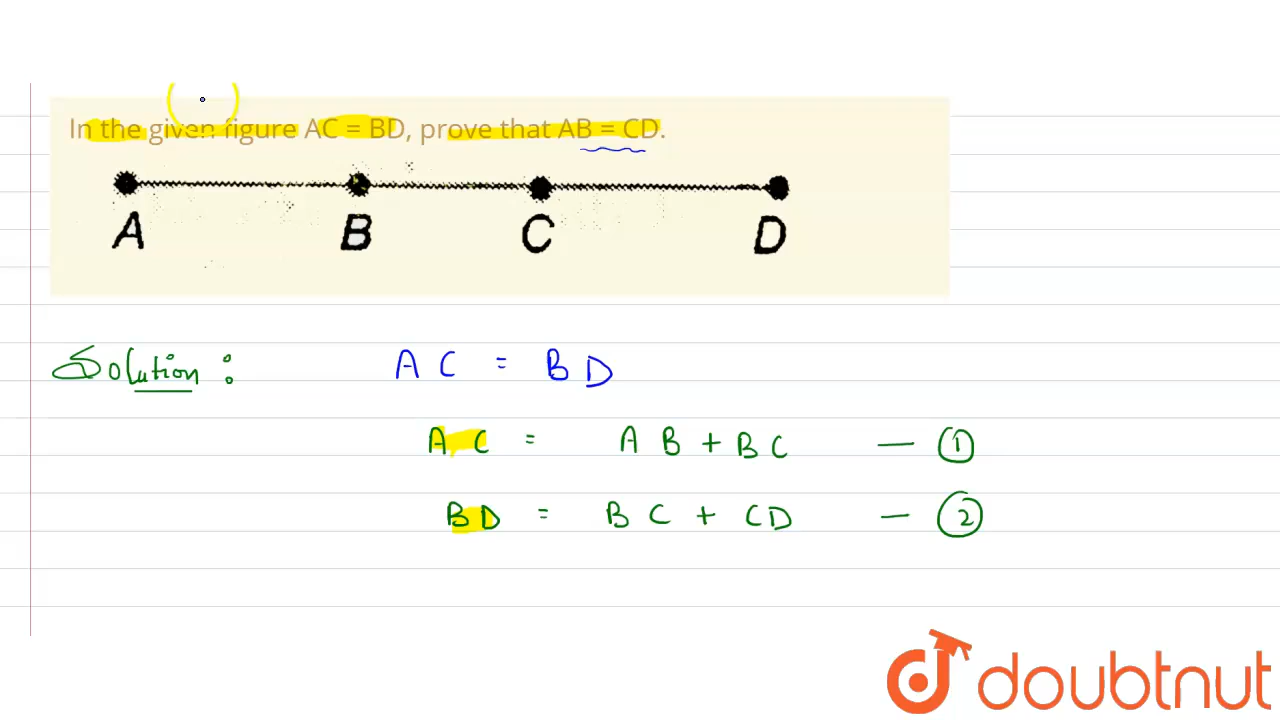 In the given figure AC = BD, prove that AB = CD.
A B C D
Solution : AC = BD
AC = AB + BC — ①
BD = BC + CD — ②
doubtnut